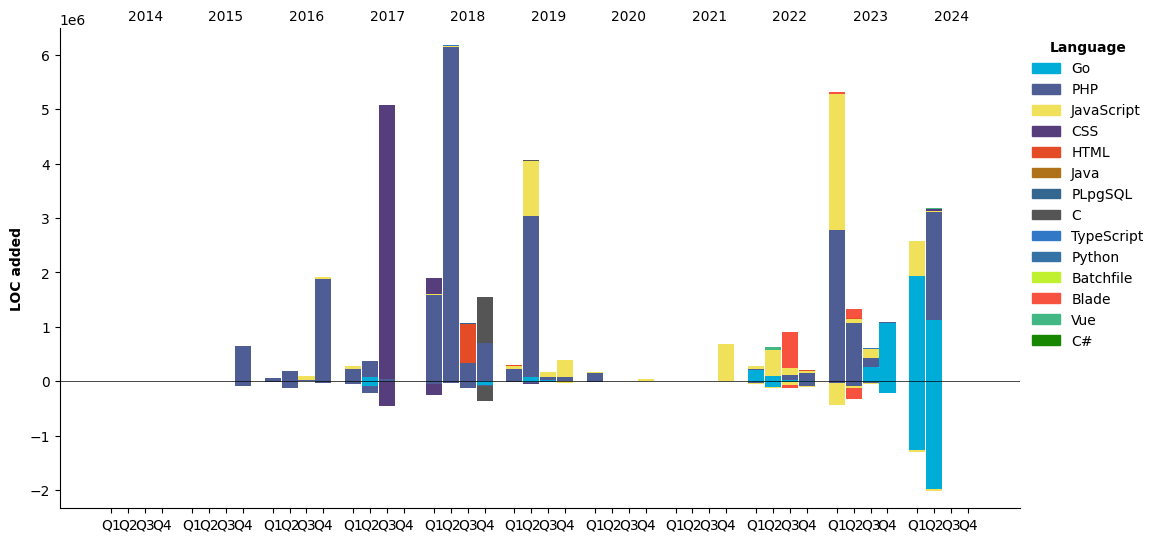 2014 2015 2016 2017 2018 2019 2020 2021 2022 2023 2024
1e6
LOC added
6
5
4
3
2
1
0
−1
−2
Q1Q2Q3Q4 Q1Q2Q3Q4 Q1Q2Q3Q4 Q1Q2Q3Q4 Q1Q2Q3Q4 Q1Q2Q3Q4 Q1Q2Q3Q4 Q1Q2Q3Q4 Q1Q2Q3Q4 Q1Q2Q3Q4 Q1Q2Q3Q4
Language
Go
PHP
JavaScript
CSS
HTML
Java
PLpgSQL
C
TypeScript
Python
Batchfile
Blade
Vue
C#